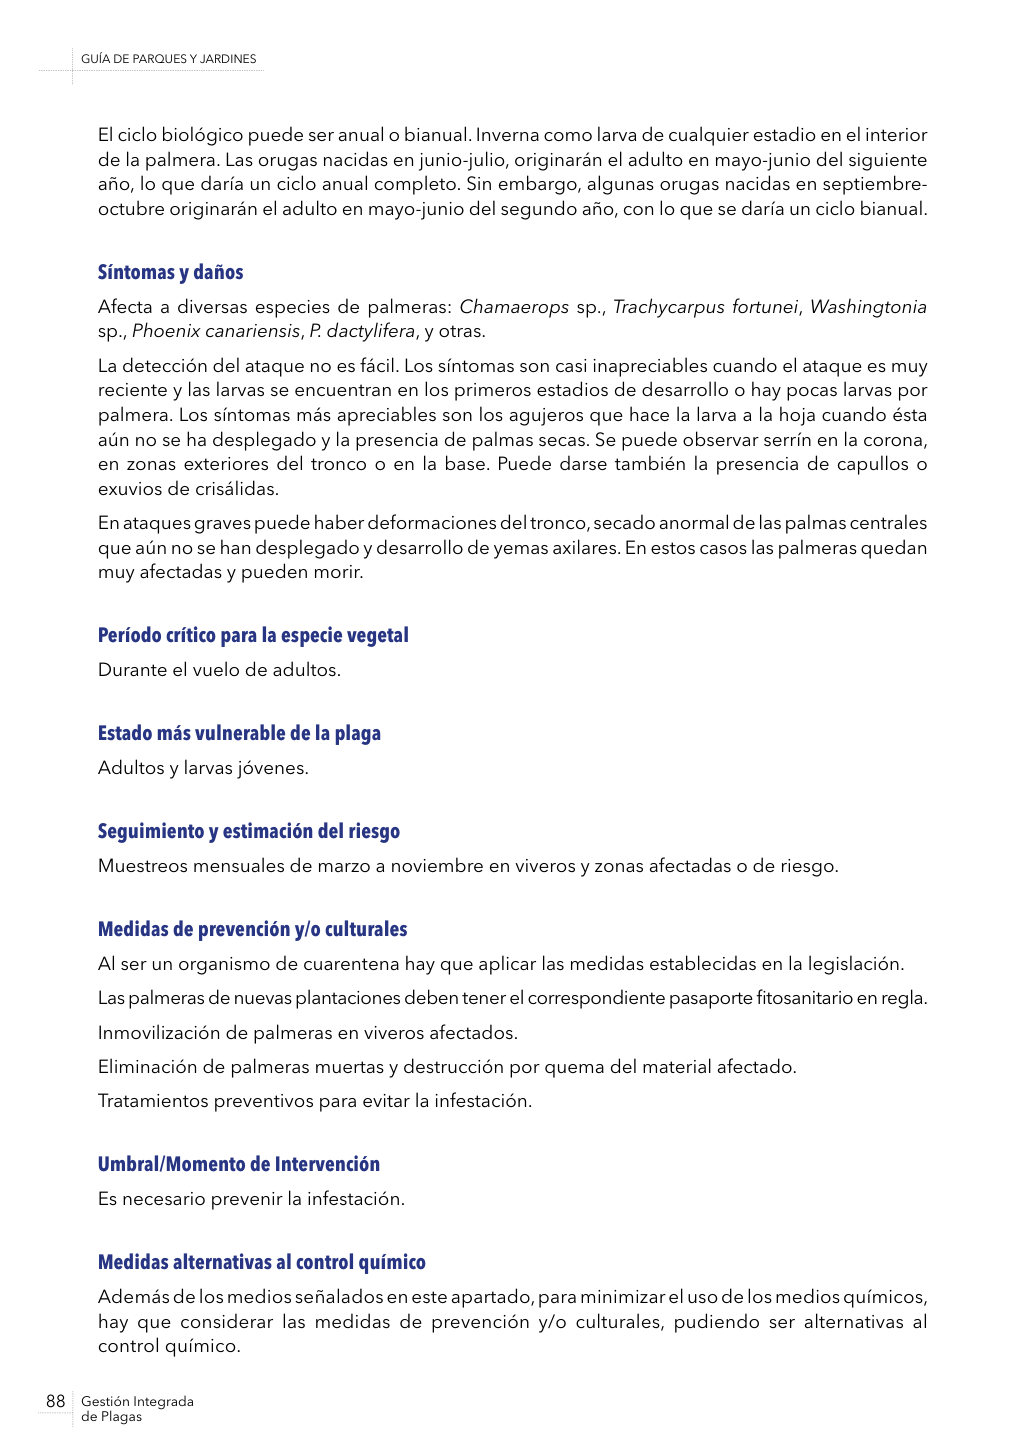 GUÍA DE PARQUES Y JARDINES
El ciclo biológico puede ser anual o bianual. Inverna como larva de cualquier estadio en el interior
de la palmera. Las orugas nacidas en junio-julio, originarán el adulto en mayo-junio del siguiente
año, lo que daría un ciclo anual completo. Sin embargo, algunas orugas nacidas en septiembre-
octubre originarán el adulto en mayo-junio del segundo año, con lo que se daría un ciclo bianual.
Síntomas y daños
Afecta a diversas especies de palmeras: Chamaerops sp., Trachycarpus fortunei, Washingtonia
sp., Phoenix canariensis, P. dactylifera, y otras.
La detección del ataque no es fácil. Los síntomas son casi inapreciables cuando el ataque es muy
reciente y las larvas se encuentran en los primeros estadios de desarrollo o hay pocas larvas por
palmera. Los síntomas más apreciables son los agujeros que hace la larva a la hoja cuando ésta
aún no se ha desplegado y la presencia de palmas secas. Se puede observar serrín en la corona,
en zonas exteriores del tronco o en la base. Puede darse también la presencia de capullos o
exuvios de crisálidas.
En ataques graves puede haber deformaciones del tronco, secado anormal de las palmas centrales
que aún no se han desplegado y desarrollo de yemas axilares. En estos casos las palmeras quedan
muy afectadas y pueden morir.
Período crítico para la especie vegetal
Durante el vuelo de adultos.
Estado más vulnerable de la plaga
Adultos y larvas jóvenes.
Seguimiento y estimación del riesgo
Muestreos mensuales de marzo a noviembre en viveros y zonas afectadas o de riesgo.
Medidas de prevención y/o culturales
Al ser un organismo de cuarentena hay que aplicar las medidas establecidas en la legislación.
Las palmeras de nuevas plantaciones deben tener el correspondiente pasaporte fitosanitario en regla.
Inmovilización de palmeras en viveros afectados.
Eliminación de palmeras muertas y destrucción por quema del material afectado.
Tratamientos preventivos para evitar la infestación.
Umbral/Momento de Intervención
Es necesario prevenir la infestación.
Medidas alternativas al control químico
Además de los medios señalados en este apartado, para minimizar el uso de los medios químicos,
hay que considerar las medidas de prevención y/o culturales, pudiendo ser alternativas al
control químico.
88 Gestión Integrada
de Plagas